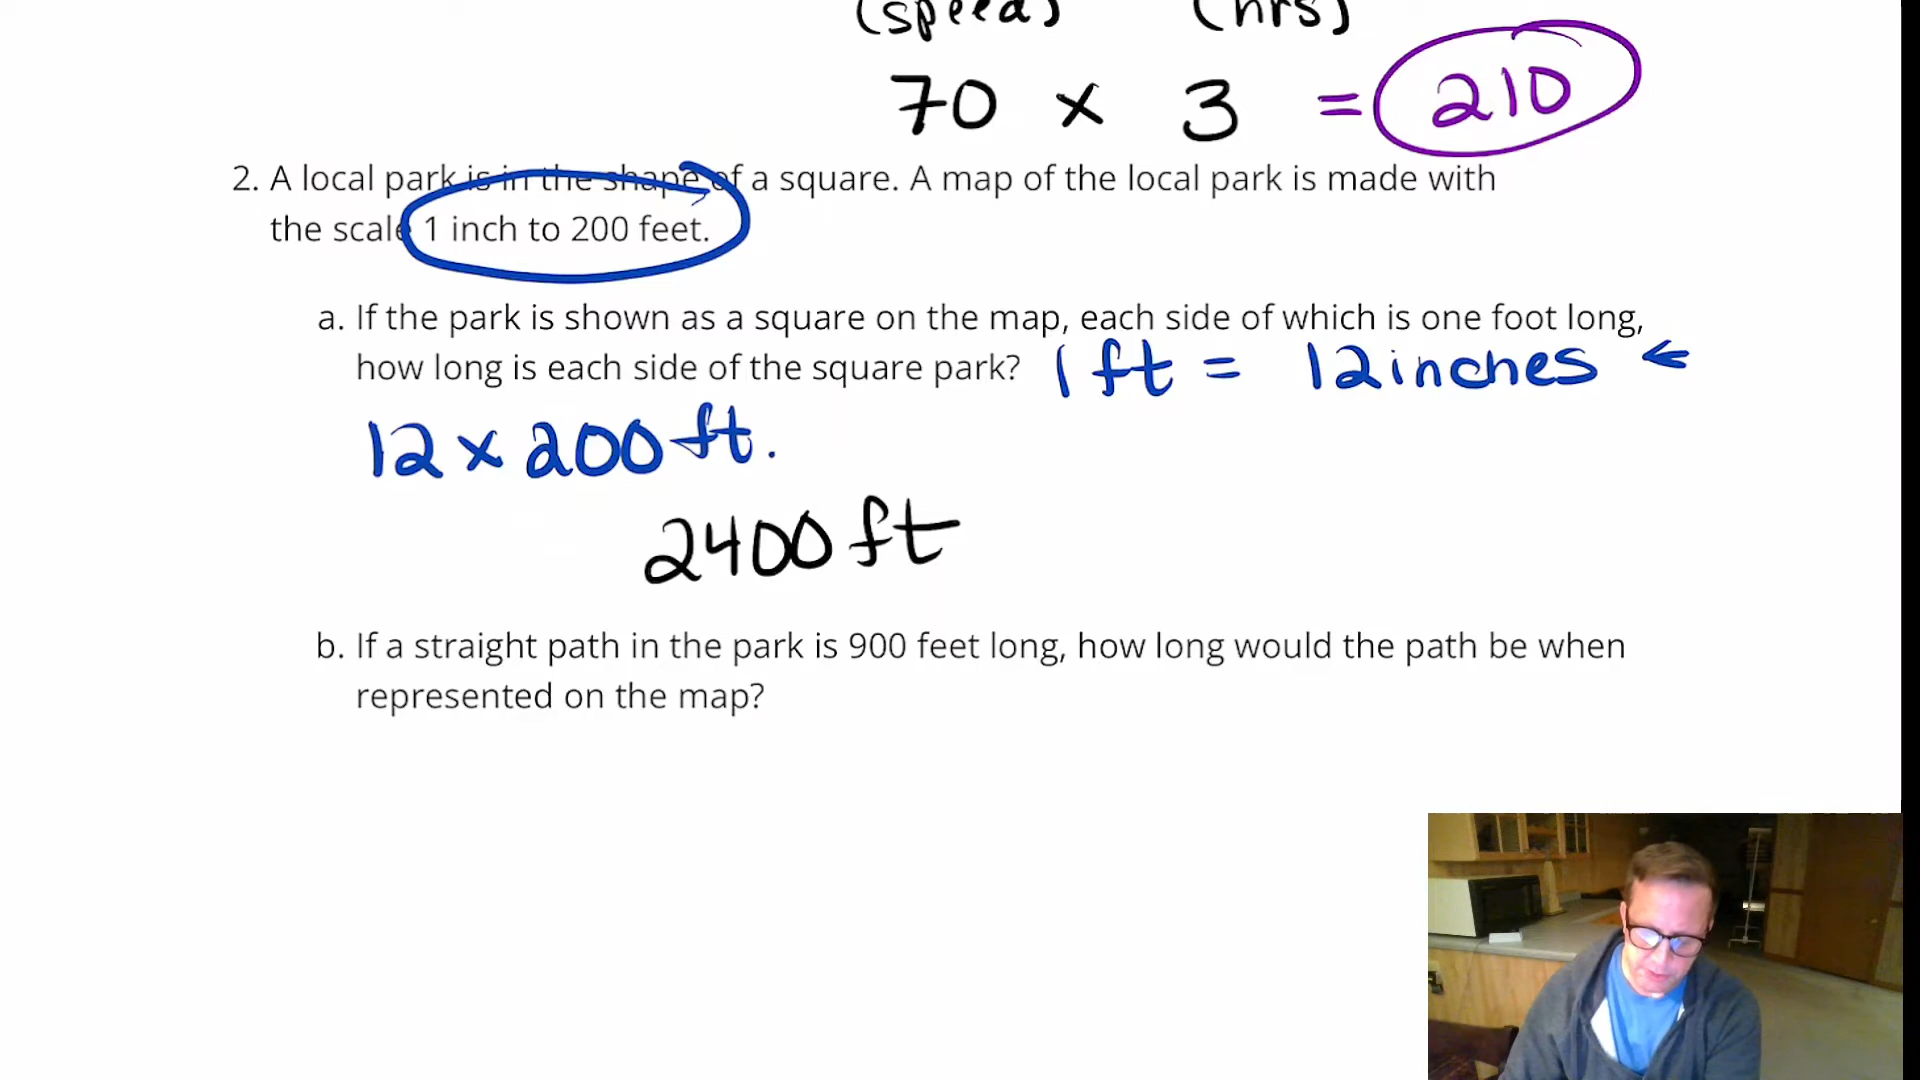 (speed) (hrs)
70 x 3 = 210
2. A local park is in the shape of a square. A map of the local park is made with
the scale 1 inch to 200 feet.
a. If the park is shown as a square on the map, each side of which is one foot long,
how long is each side of the square park? 1 ft = 12 inches ←
12 x 200 ft.
2400 ft
b. If a straight path in the park is 900 feet long, how long would the path be when
represented on the map?